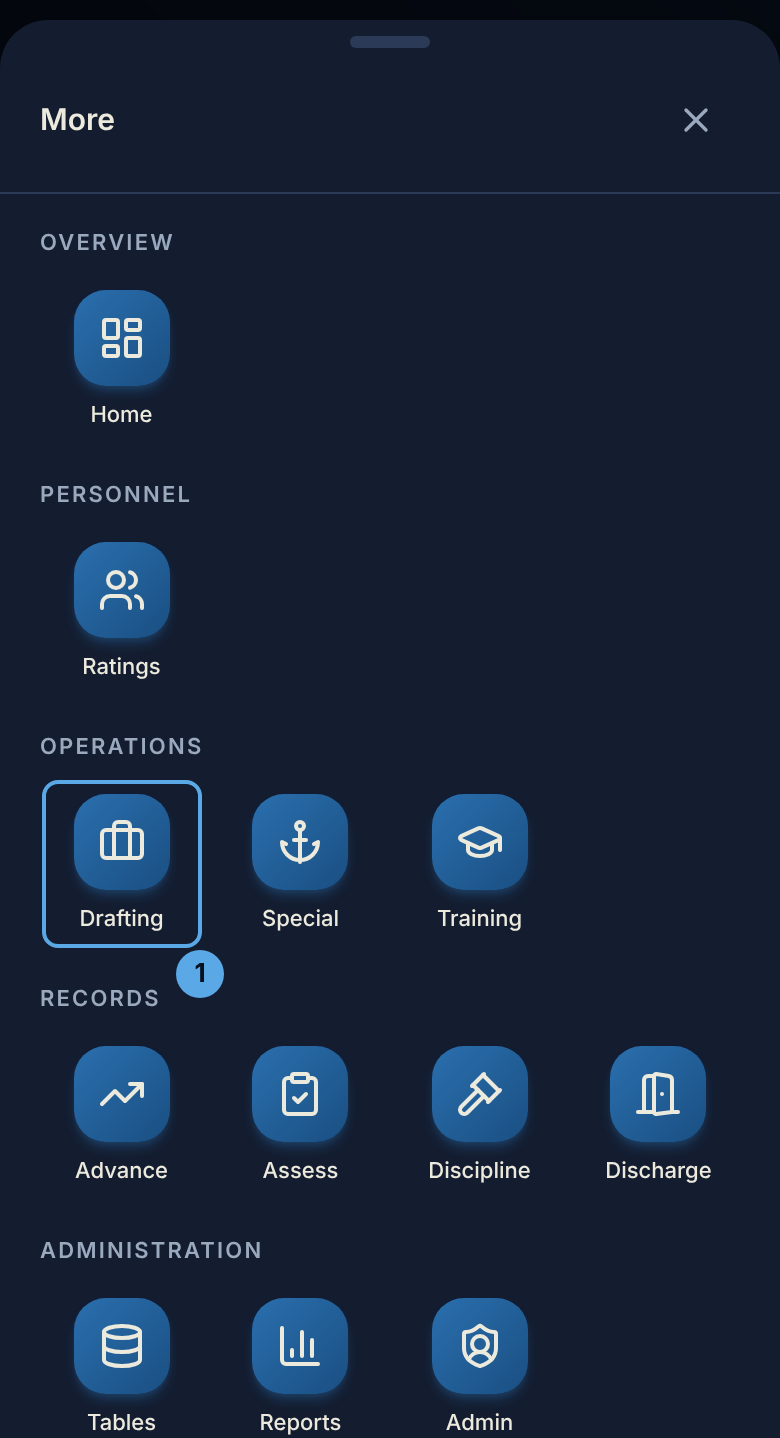 More
OVERVIEW
Home
PERSONNEL
Ratings
OPERATIONS
Drafting Special Training
1
RECORDS
Advance Assess Discipline Discharge
ADMINISTRATION
Tables Reports Admin